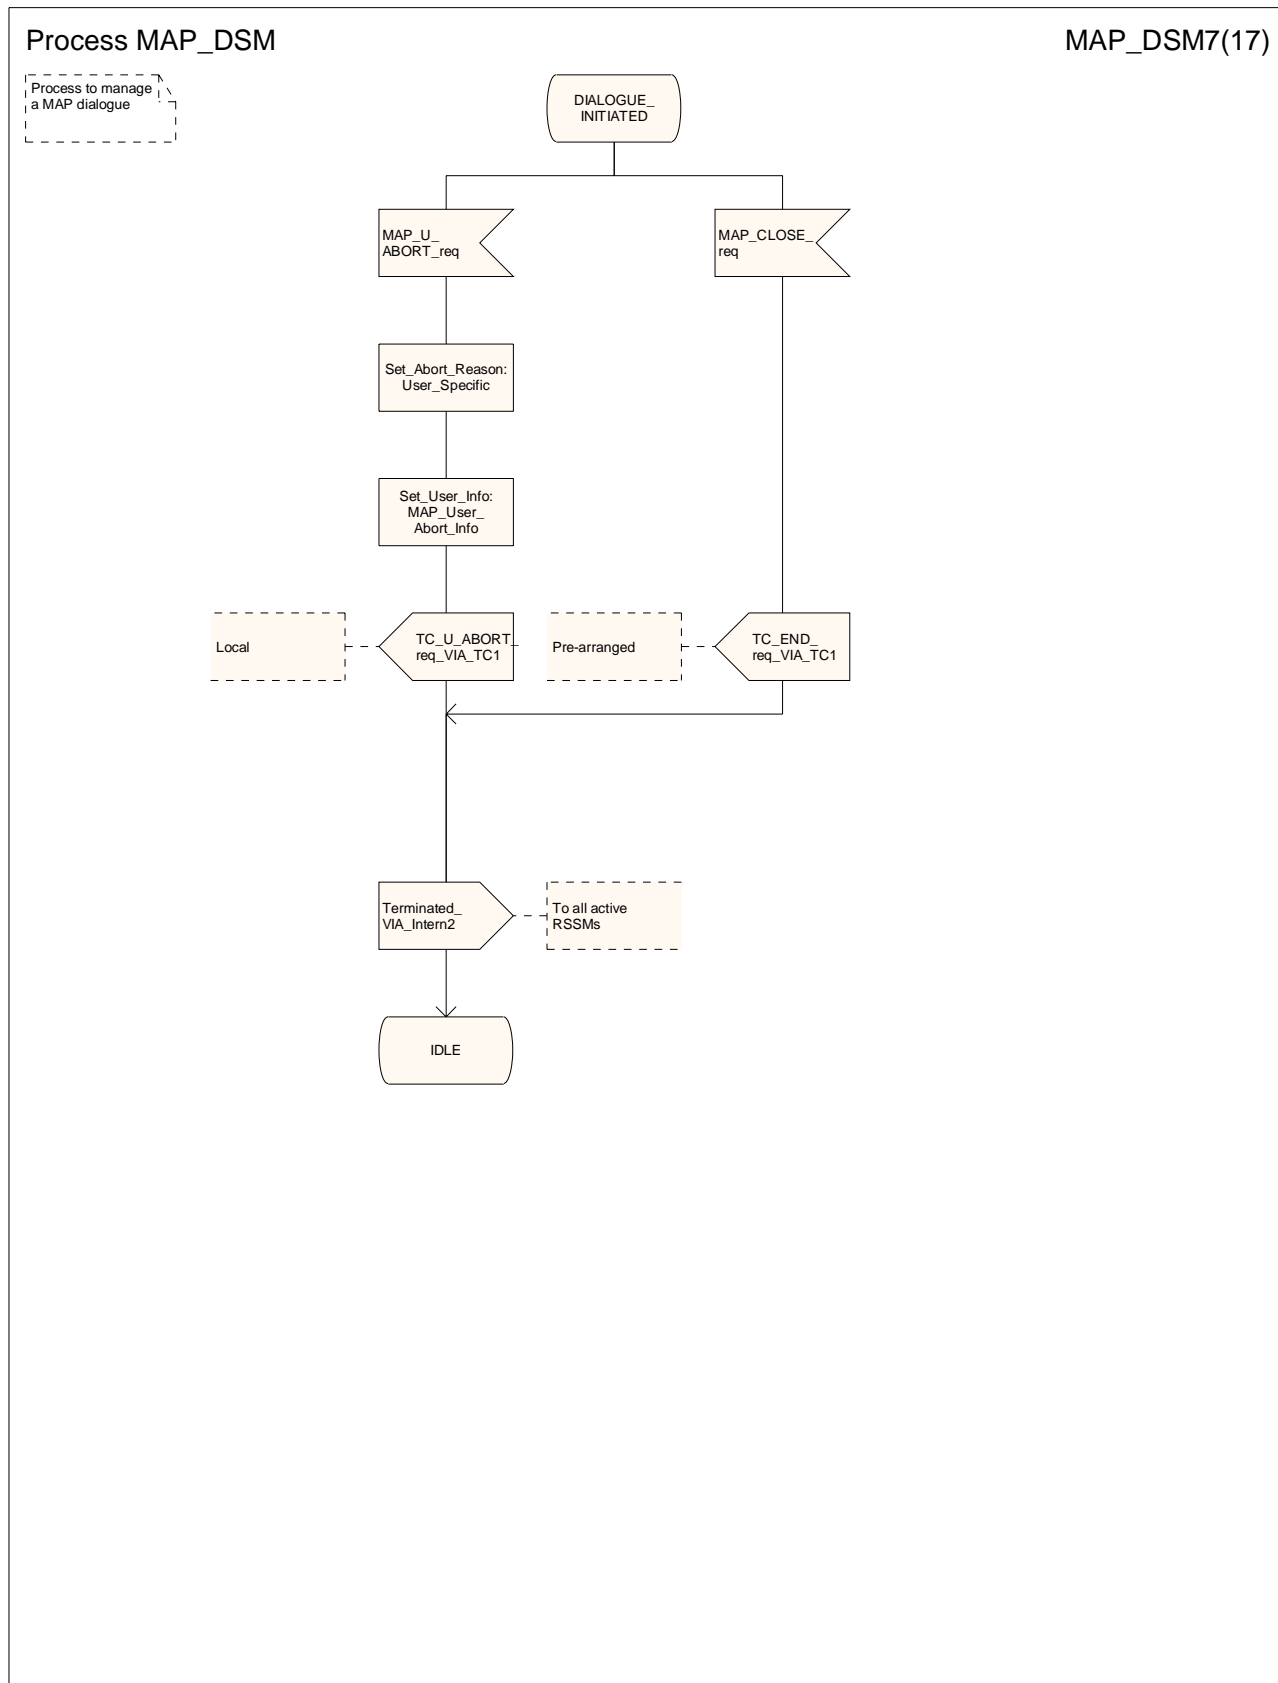 Process MAP_DSM
MAP_DSM7(17)
Process to manage
a MAP dialogue
DIALOGUE_
INITIATED
MAP_U_
ABORT_req
MAP_CLOSE_
req
Set_Abort_Reason:
User_Specific
Set_User_Info:
MAP_User_
Abort_Info
Local
TC_U_ABORT_
req_VIA_TC1
Pre-arranged
TC_END_
req_VIA_TC1
Terminated_
VIA_Intern2
To all active
RSSMs
IDLE